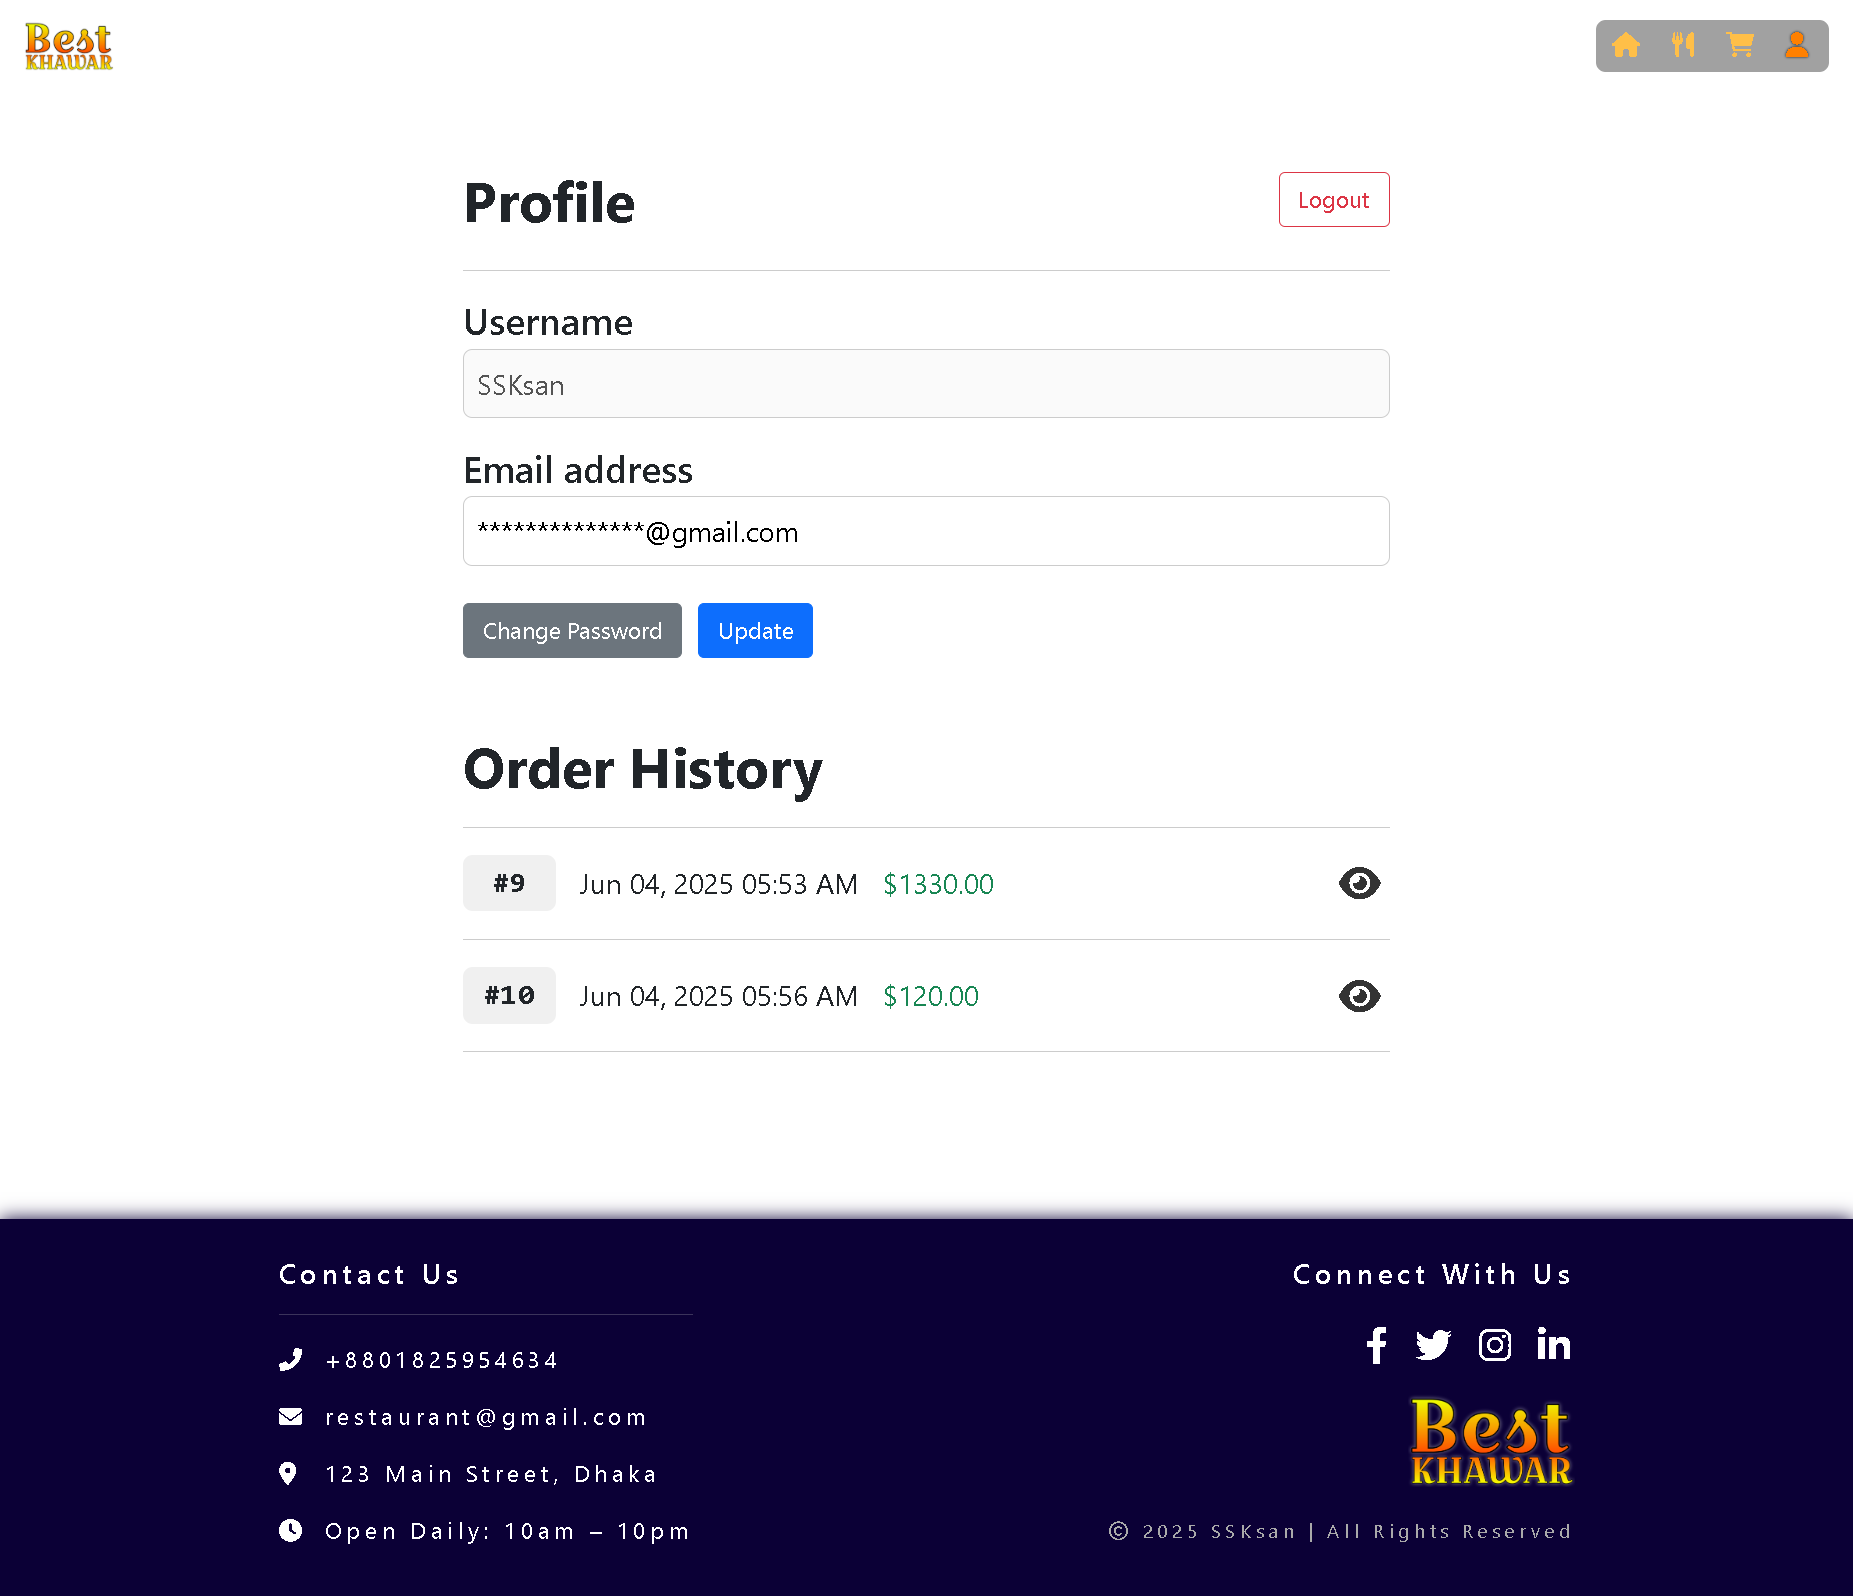 Best
KHAWAR
Profile
Logout
Username
SSKsan
Email address
**************@gmail.com
Change Password
Update
Order History
#9 Jun 04, 2025 05:53 AM $1330.00
#10 Jun 04, 2025 05:56 AM $120.00
Contact Us
+8801825954634
restaurant@gmail.com
123 Main Street, Dhaka
Open Daily: 10am – 10pm
Connect With Us
Best
KHAWAR
© 2025 SSKsan | All Rights Reserved